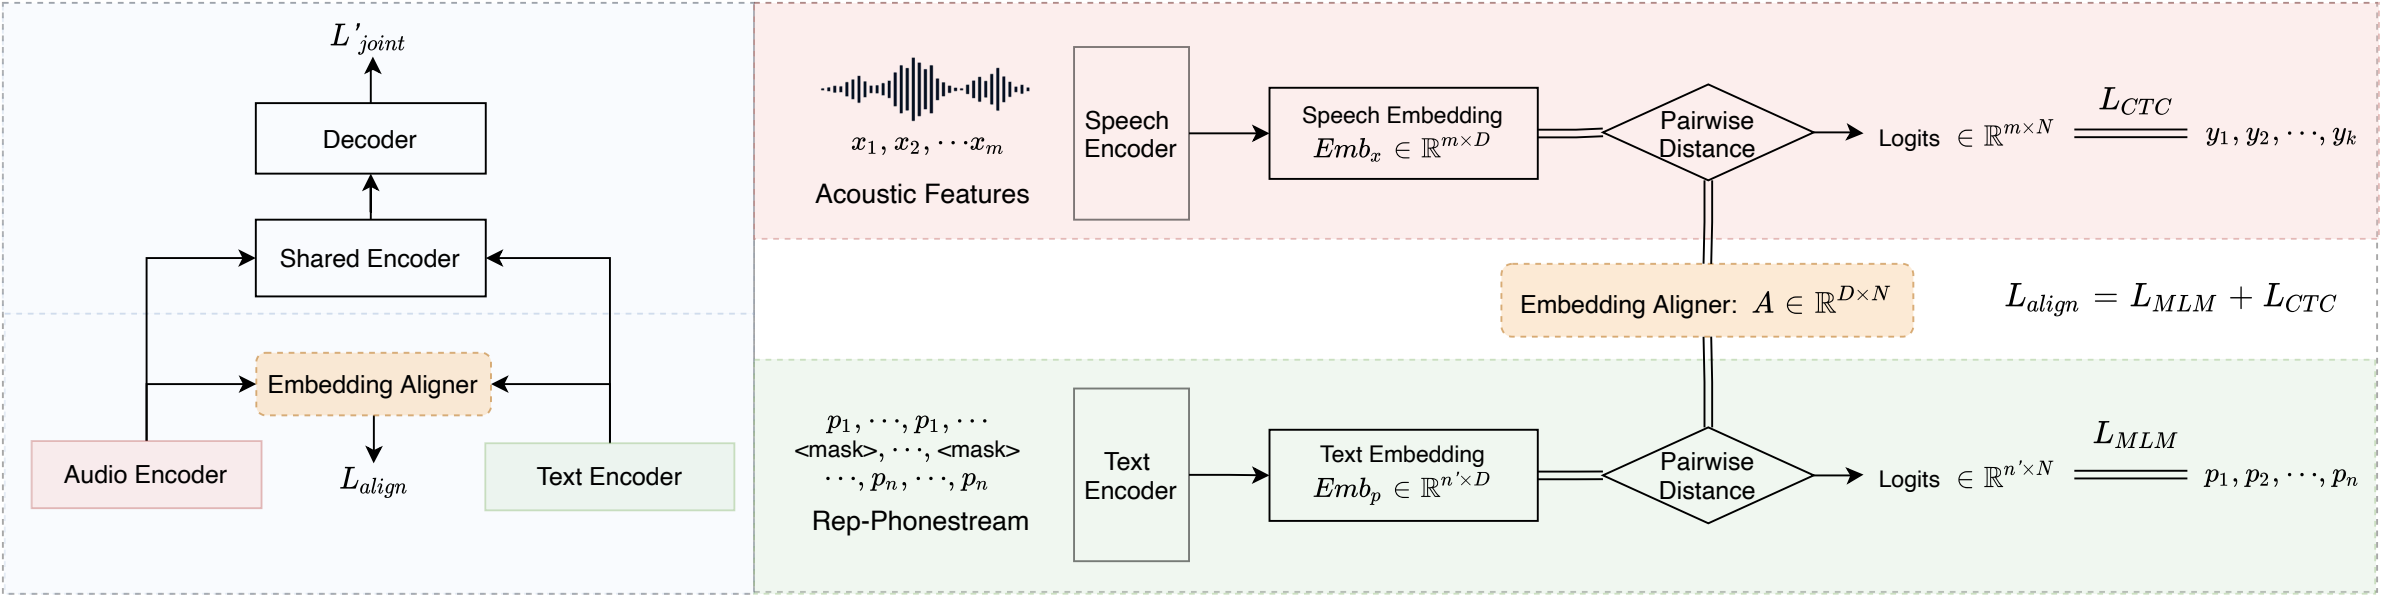 L'joint
Decoder
Shared Encoder
Embedding Aligner
Audio Encoder
Lalign
Text Encoder
x1, x2, ···xm
Acoustic Features
Speech
Encoder
Speech Embedding
Embx ∈ ℝm×D
Pairwise
Distance
Logits ∈ ℝm×N
LCTC
y1, y2, ···, yk
Embedding Aligner: A ∈ ℝD×N
Lalign = LMLM + LCTC
p1, ···, p1, ···
<mask>, ···, <mask>
···, pn, ···, pn
Rep-Phonestream
Text
Encoder
Text Embedding
Embp ∈ ℝn'×D
Pairwise
Distance
Logits ∈ ℝn'×N
LMLM
p1, p2, ···, pn